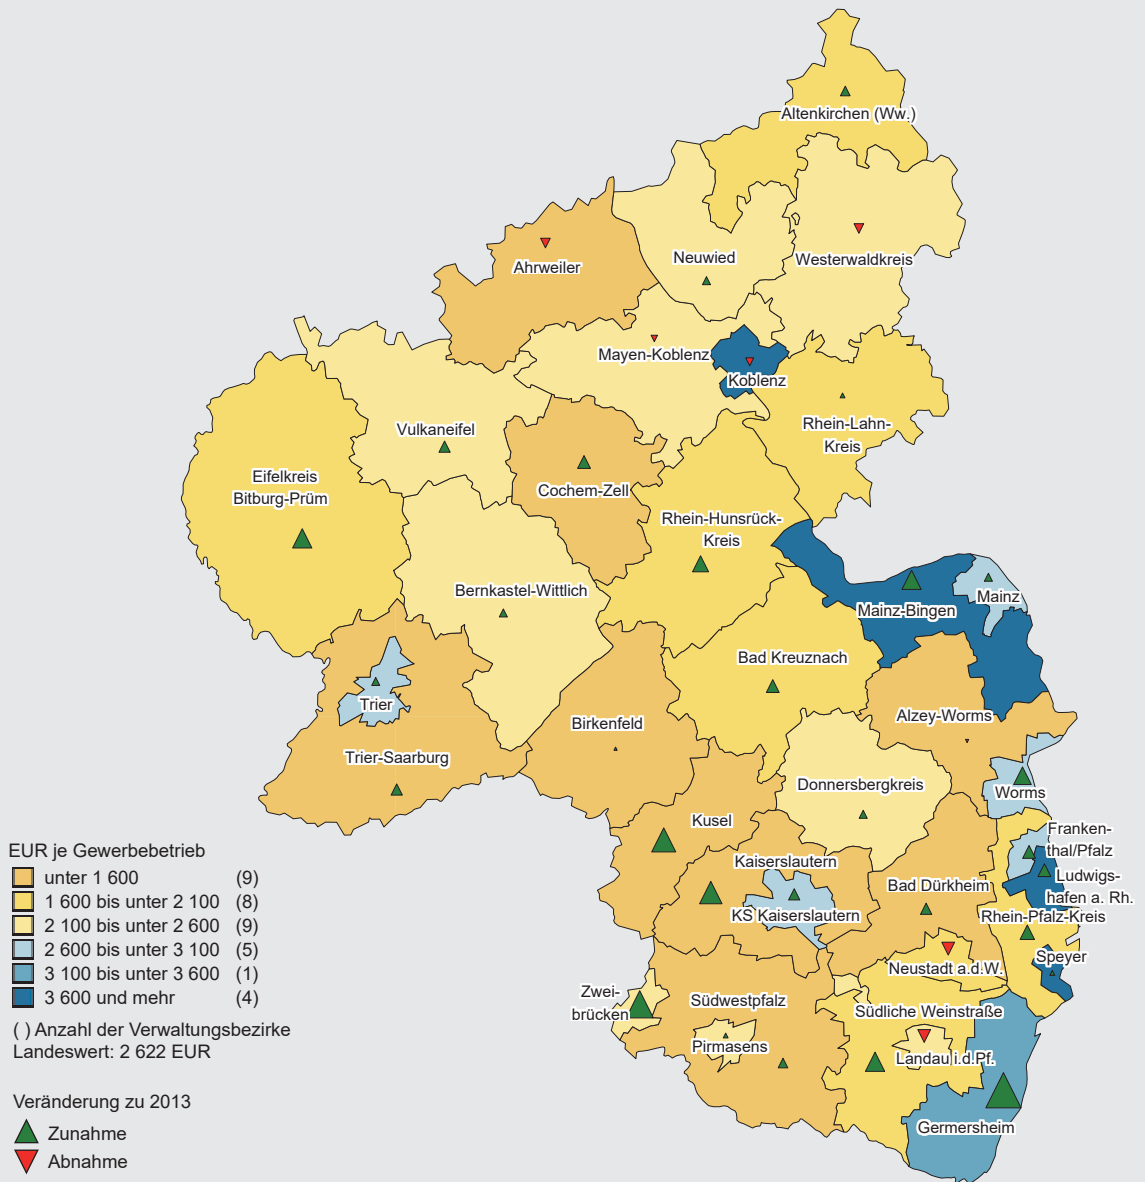 Altenkirchen (Ww.)
Neuwied
Westerwaldkreis
Ahrweiler
Mayen-Koblenz
Koblenz
Rhein-Lahn-
Kreis
Vulkaneifel
Cochem-Zell
Eifelkreis
Bitburg-Prüm
Rhein-Hunsrück-
Kreis
Bernkastel-Wittlich
Mainz-Bingen
Mainz
Bad Kreuznach
Trier
Birkenfeld
Alzey-Worms
Trier-Saarburg
Donnersbergkreis
Worms
Kusel
Franken-
thal/Pfalz
Kaiserslautern
Ludwigs-
hafen a. Rh.
Bad Dürkheim
KS Kaiserslautern
Rhein-Pfalz-Kreis
Speyer
Neustadt a.d.W.
Zwei-
brücken
Südwestpfalz
Südliche Weinstraße
Pirmasens
Landau i.d.Pf.
Germersheim
EUR je Gewerbebetrieb
unter 1 600 (9)
1 600 bis unter 2 100 (8)
2 100 bis unter 2 600 (9)
2 600 bis unter 3 100 (5)
3 100 bis unter 3 600 (1)
3 600 und mehr (4)
( ) Anzahl der Verwaltungsbezirke
Landeswert: 2 622 EUR
Veränderung zu 2013
Zunahme
Abnahme